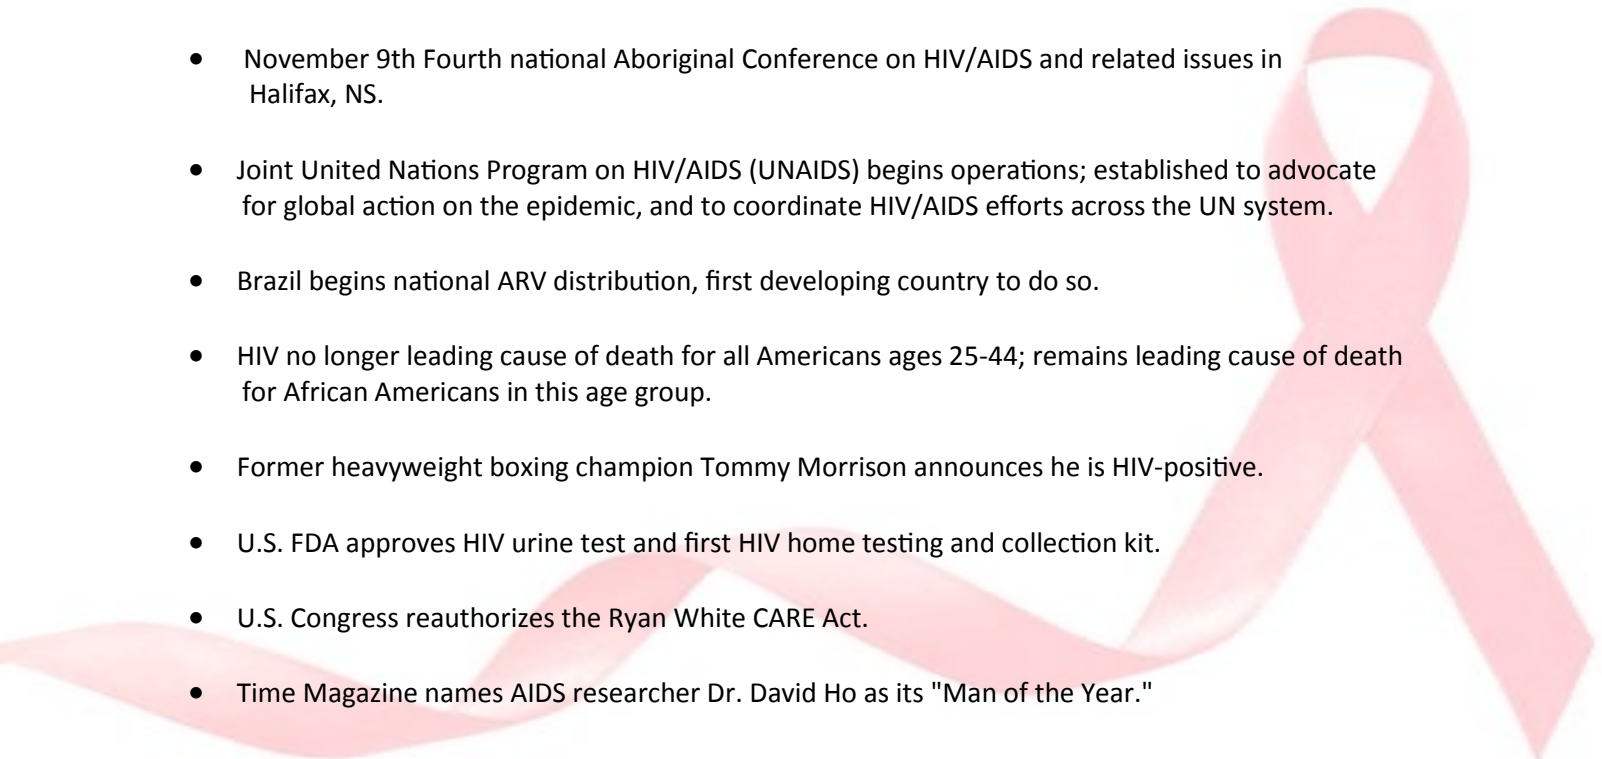 • November 9th Fourth national Aboriginal Conference on HIV/AIDS and related issues in
Halifax, NS.
• Joint United Nations Program on HIV/AIDS (UNAIDS) begins operations; established to advocate
for global action on the epidemic, and to coordinate HIV/AIDS efforts across the UN system.
• Brazil begins national ARV distribution, first developing country to do so.
• HIV no longer leading cause of death for all Americans ages 25-44; remains leading cause of death
for African Americans in this age group.
• Former heavyweight boxing champion Tommy Morrison announces he is HIV-positive.
• U.S. FDA approves HIV urine test and first HIV home testing and collection kit.
• U.S. Congress reauthorizes the Ryan White CARE Act.
• Time Magazine names AIDS researcher Dr. David Ho as its "Man of the Year."